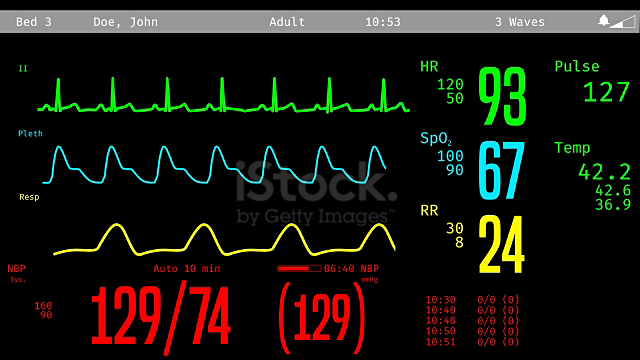 Bed 3 Doe, John Adult 10:53 3 Waves
II
HR
120
50
93
Pulse
127
Pleth
SpO2
100
90
67
Temp
42.2
42.6
36.9
iStock.
by Getty Images™
Resp
RR
30
8
24
NBP Auto 10 min 06:40 NBP
Sys. mmHg
160
90
129/74 (129)
10:30 0/0 (0)
10:40 0/0 (0)
10:48 0/0 (0)
10:50 0/0 (0)
10:51 0/0 (0)